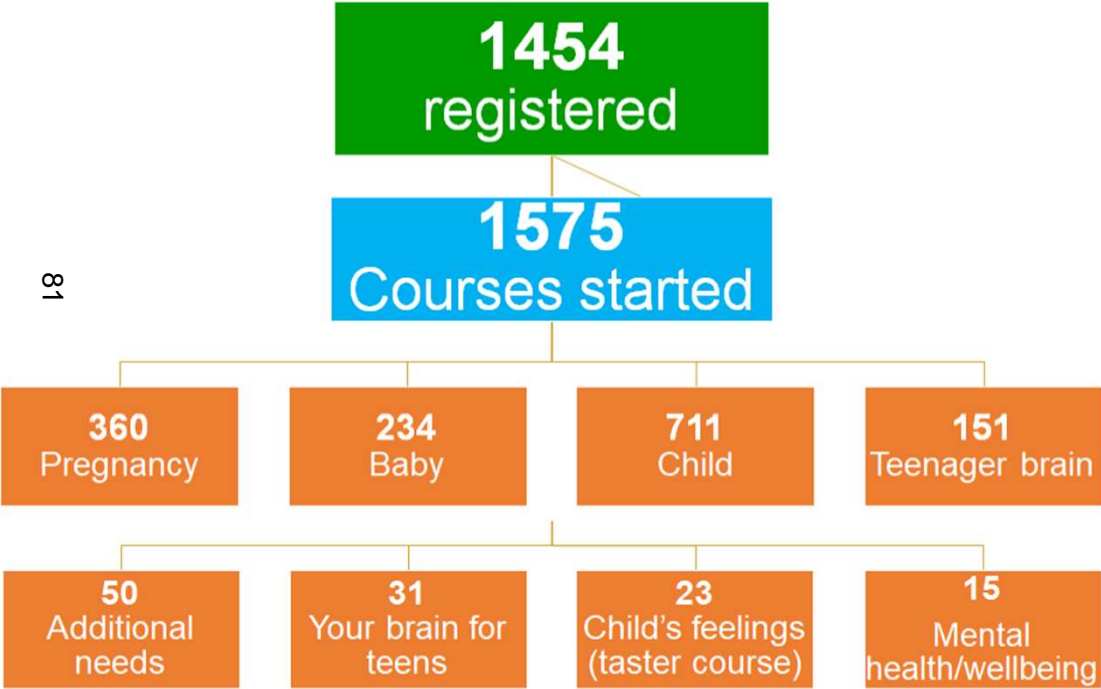 1454
registered
1575
Courses started
81
360
Pregnancy
234
Baby
711
Child
151
Teenager brain
50
Additional
needs
31
Your brain for
teens
23
Child's feelings
(taster course)
15
Mental
health/wellbeing